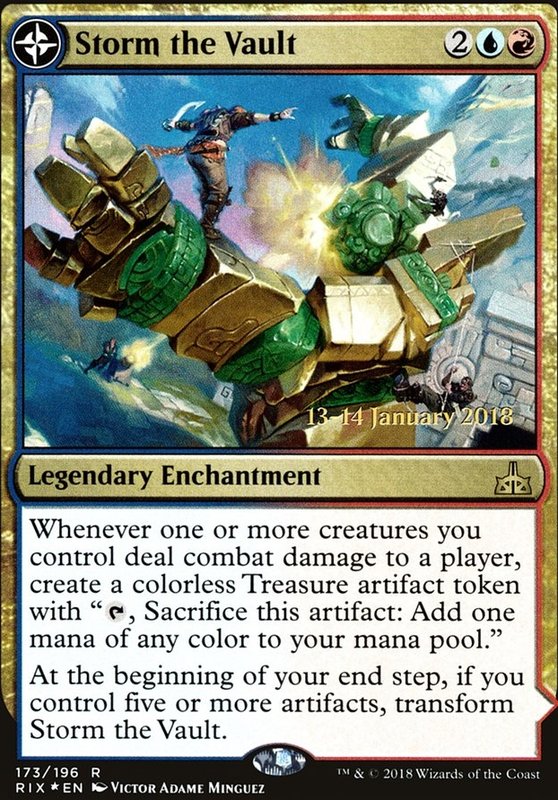 Storm the Vault 2
13–14 January 2018
Legendary Enchantment
Whenever one or more creatures you
control deal combat damage to a player,
create a colorless Treasure artifact token
with “, Sacrifice this artifact: Add one
mana of any color to your mana pool.”
At the beginning of your end step, if you
control five or more artifacts, transform
Storm the Vault.
173/196 R
RIX★EN Victor Adame Minguez
™ & © 2018 Wizards of the Coast